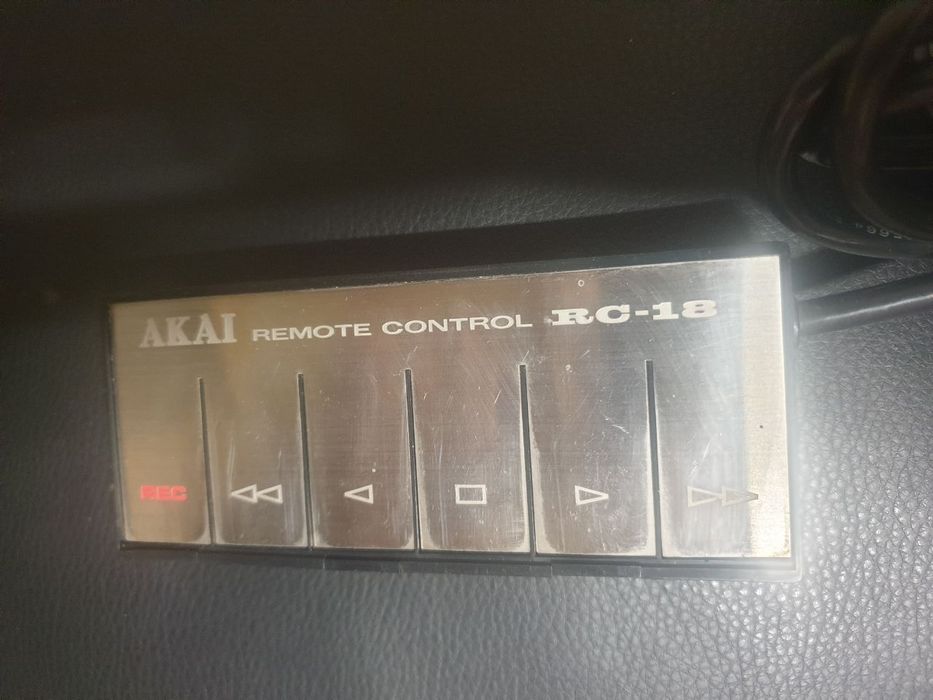 AKAI REMOTE CONTROL RC-18
REC